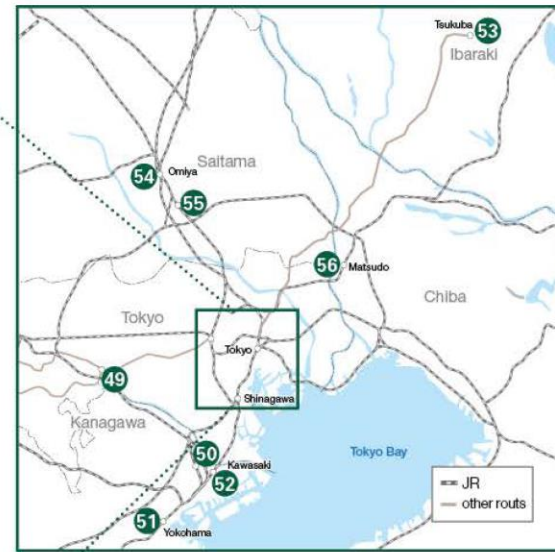 Tsukuba
53
Ibaraki
Saitama
54
Omiya
55
56
Matsudo
Chiba
Tokyo
Tokyo
49
Shinagawa
Kanagawa
50
Kawasaki
52
Tokyo Bay
51
Yokohama
JR
other routs